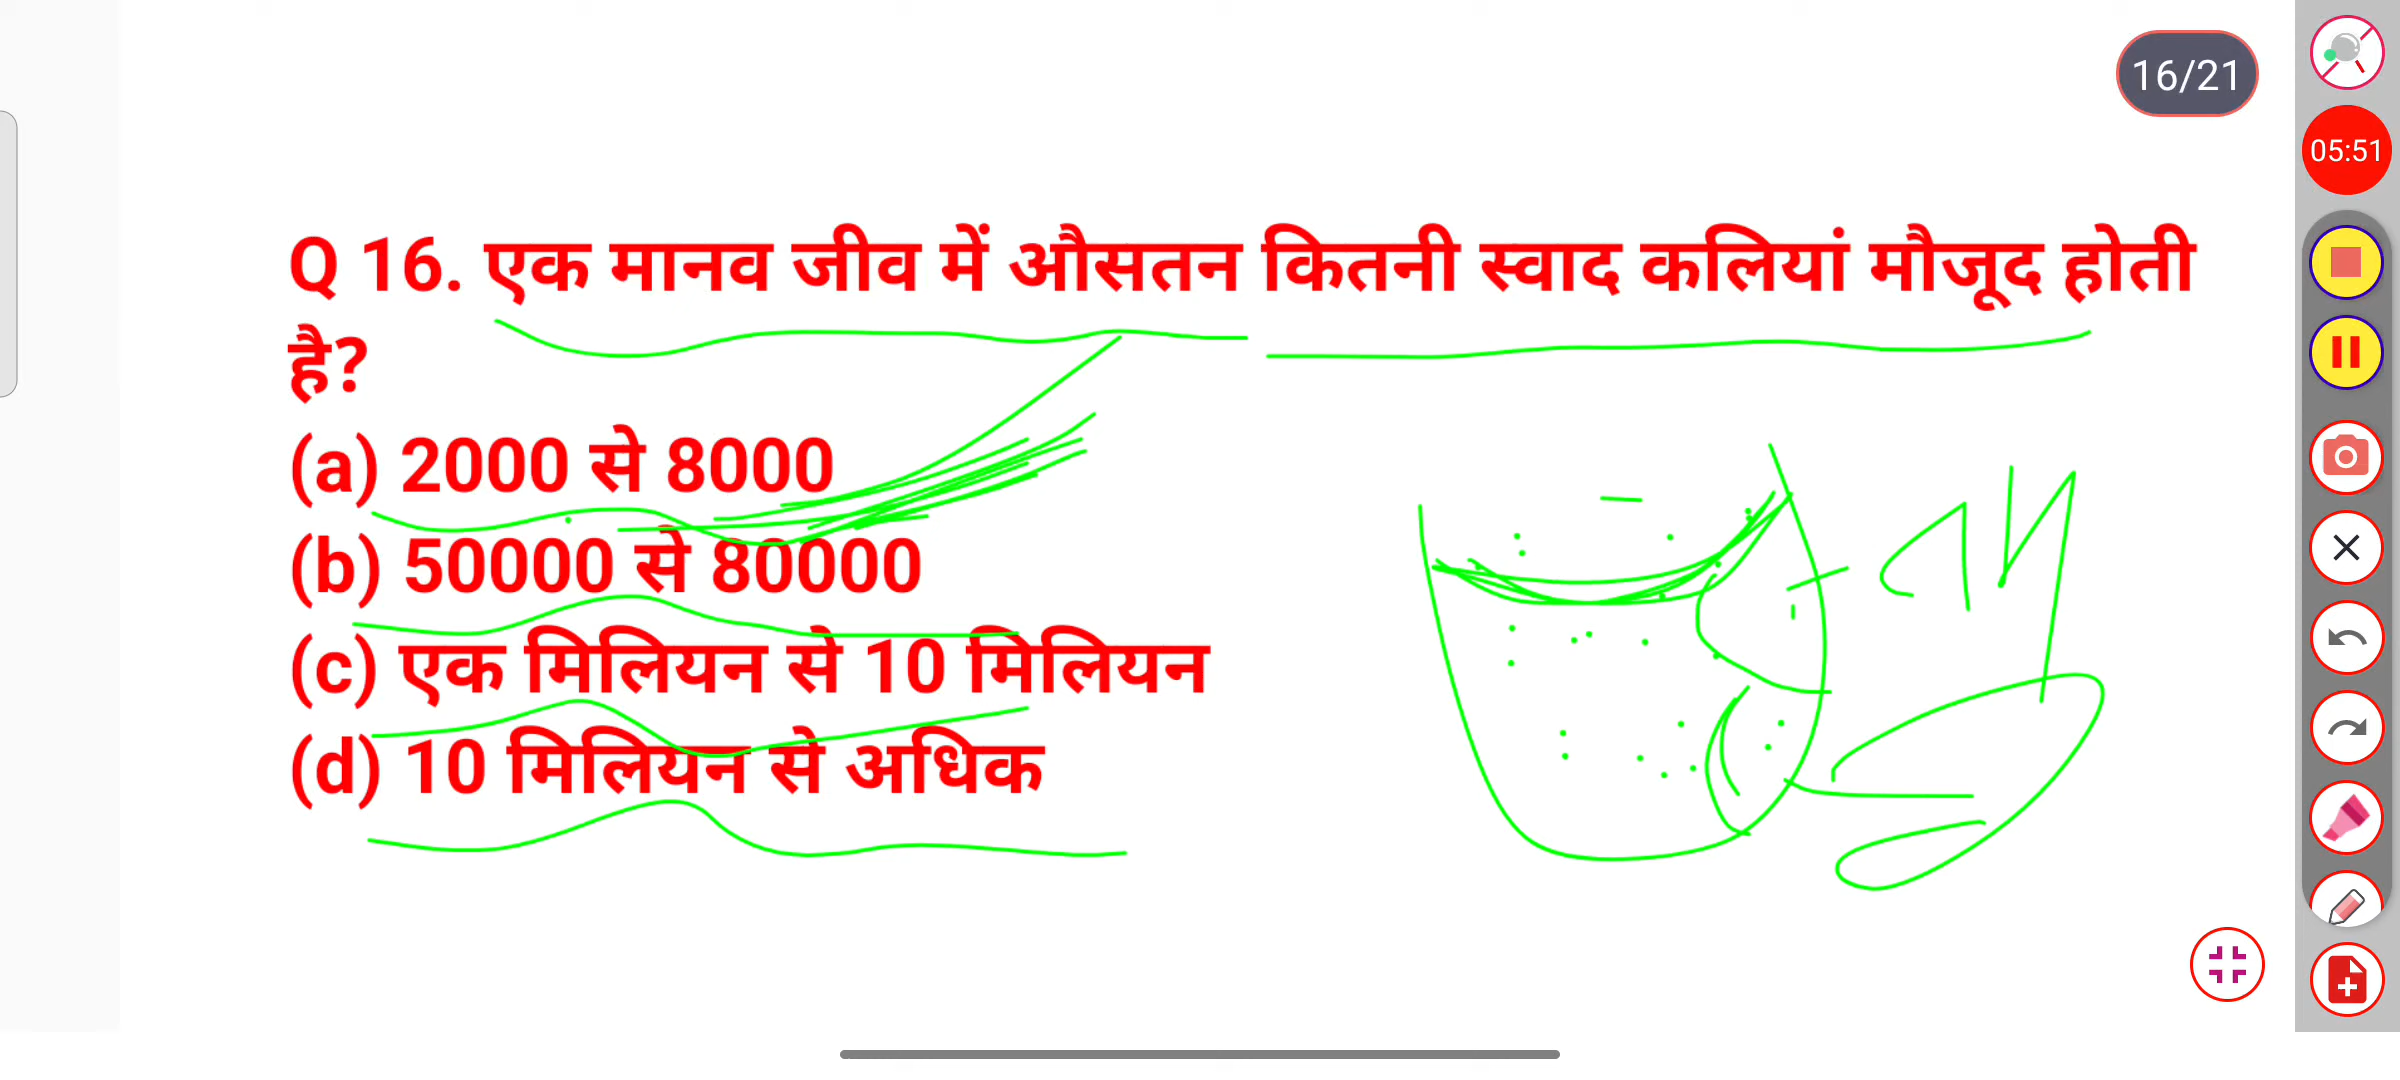 16/21
05:51
Q 16. एक मानव जीव में औसतन कितनी स्वाद कलियां मौजूद होती
है?
(a) 2000 से 8000
(b) 50000 से 80000
(c) एक मिलियन से 10 मिलियन
(d) 10 मिलियन से अधिक